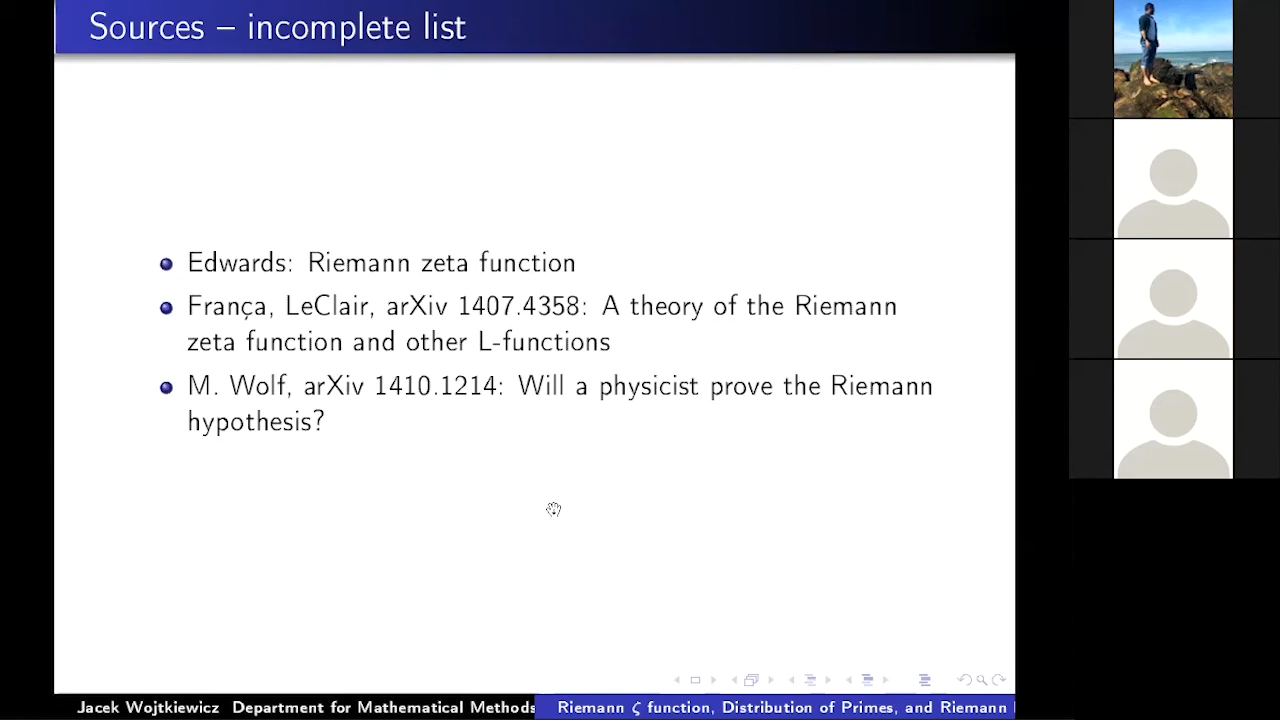 Sources – incomplete list
Edwards: Riemann zeta function
França, LeClair, arXiv 1407.4358: A theory of the Riemann
zeta function and other L-functions
M. Wolf, arXiv 1410.1214: Will a physicist prove the Riemann
hypothesis?
Jacek Wojtkiewicz Department for Mathematical Methods
Riemann ζ function, Distribution of Primes, and Riemann